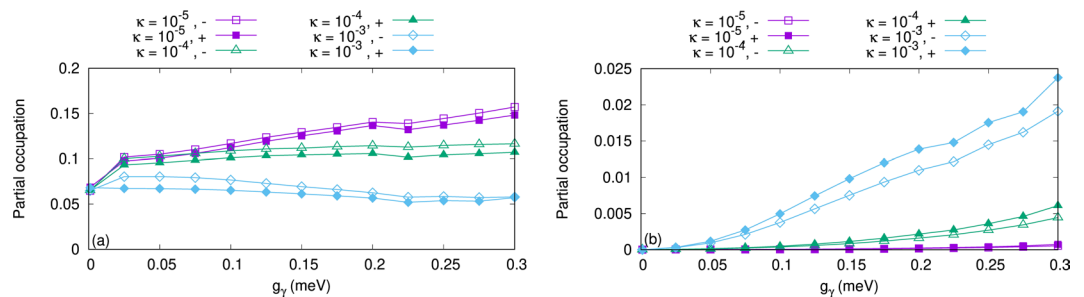 κ = 10-5 , -
κ = 10-5 , +
κ = 10-4 , -
κ = 10-4 , +
κ = 10-3 , -
κ = 10-3 , +
Partial occupation
0.2
0.15
0.1
0.05
0
(a)
0 0.05 0.1 0.15 0.2 0.25 0.3
gγ (meV)
κ = 10-5 , -
κ = 10-5 , +
κ = 10-4 , -
κ = 10-4 , +
κ = 10-3 , -
κ = 10-3 , +
Partial occupation
0.025
0.02
0.015
0.01
0.005
0
(b)
0 0.05 0.1 0.15 0.2 0.25 0.3
gγ (meV)